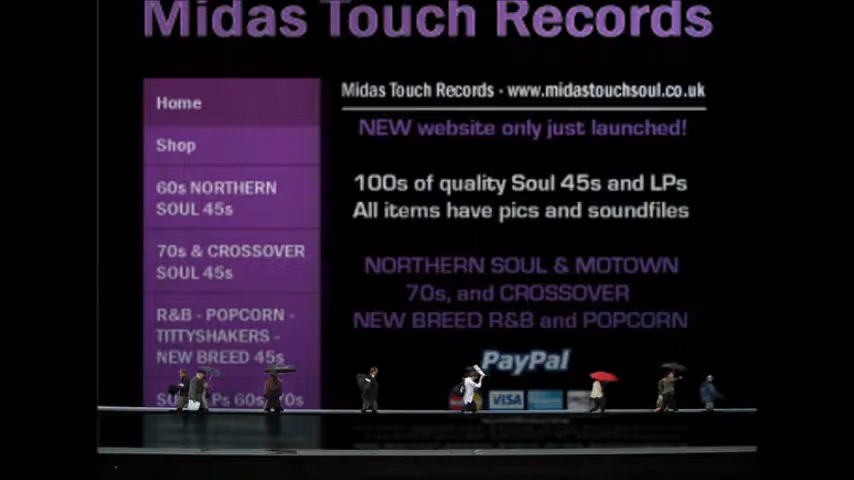 Midas Touch Records
Home
Shop
60s NORTHERN
SOUL 45s
70s & CROSSOVER
SOUL 45s
R&B - POPCORN -
TITTYSHAKERS -
NEW BREED 45s
Midas Touch Records - www.midastouchsoul.co.uk
NEW website only just launched!
100s of quality Soul 45s and LPs
All items have pics and soundfiles
NORTHERN SOUL & MOTOWN
70s, and CROSSOVER
NEW BREED R&B and POPCORN
PayPal
VISA